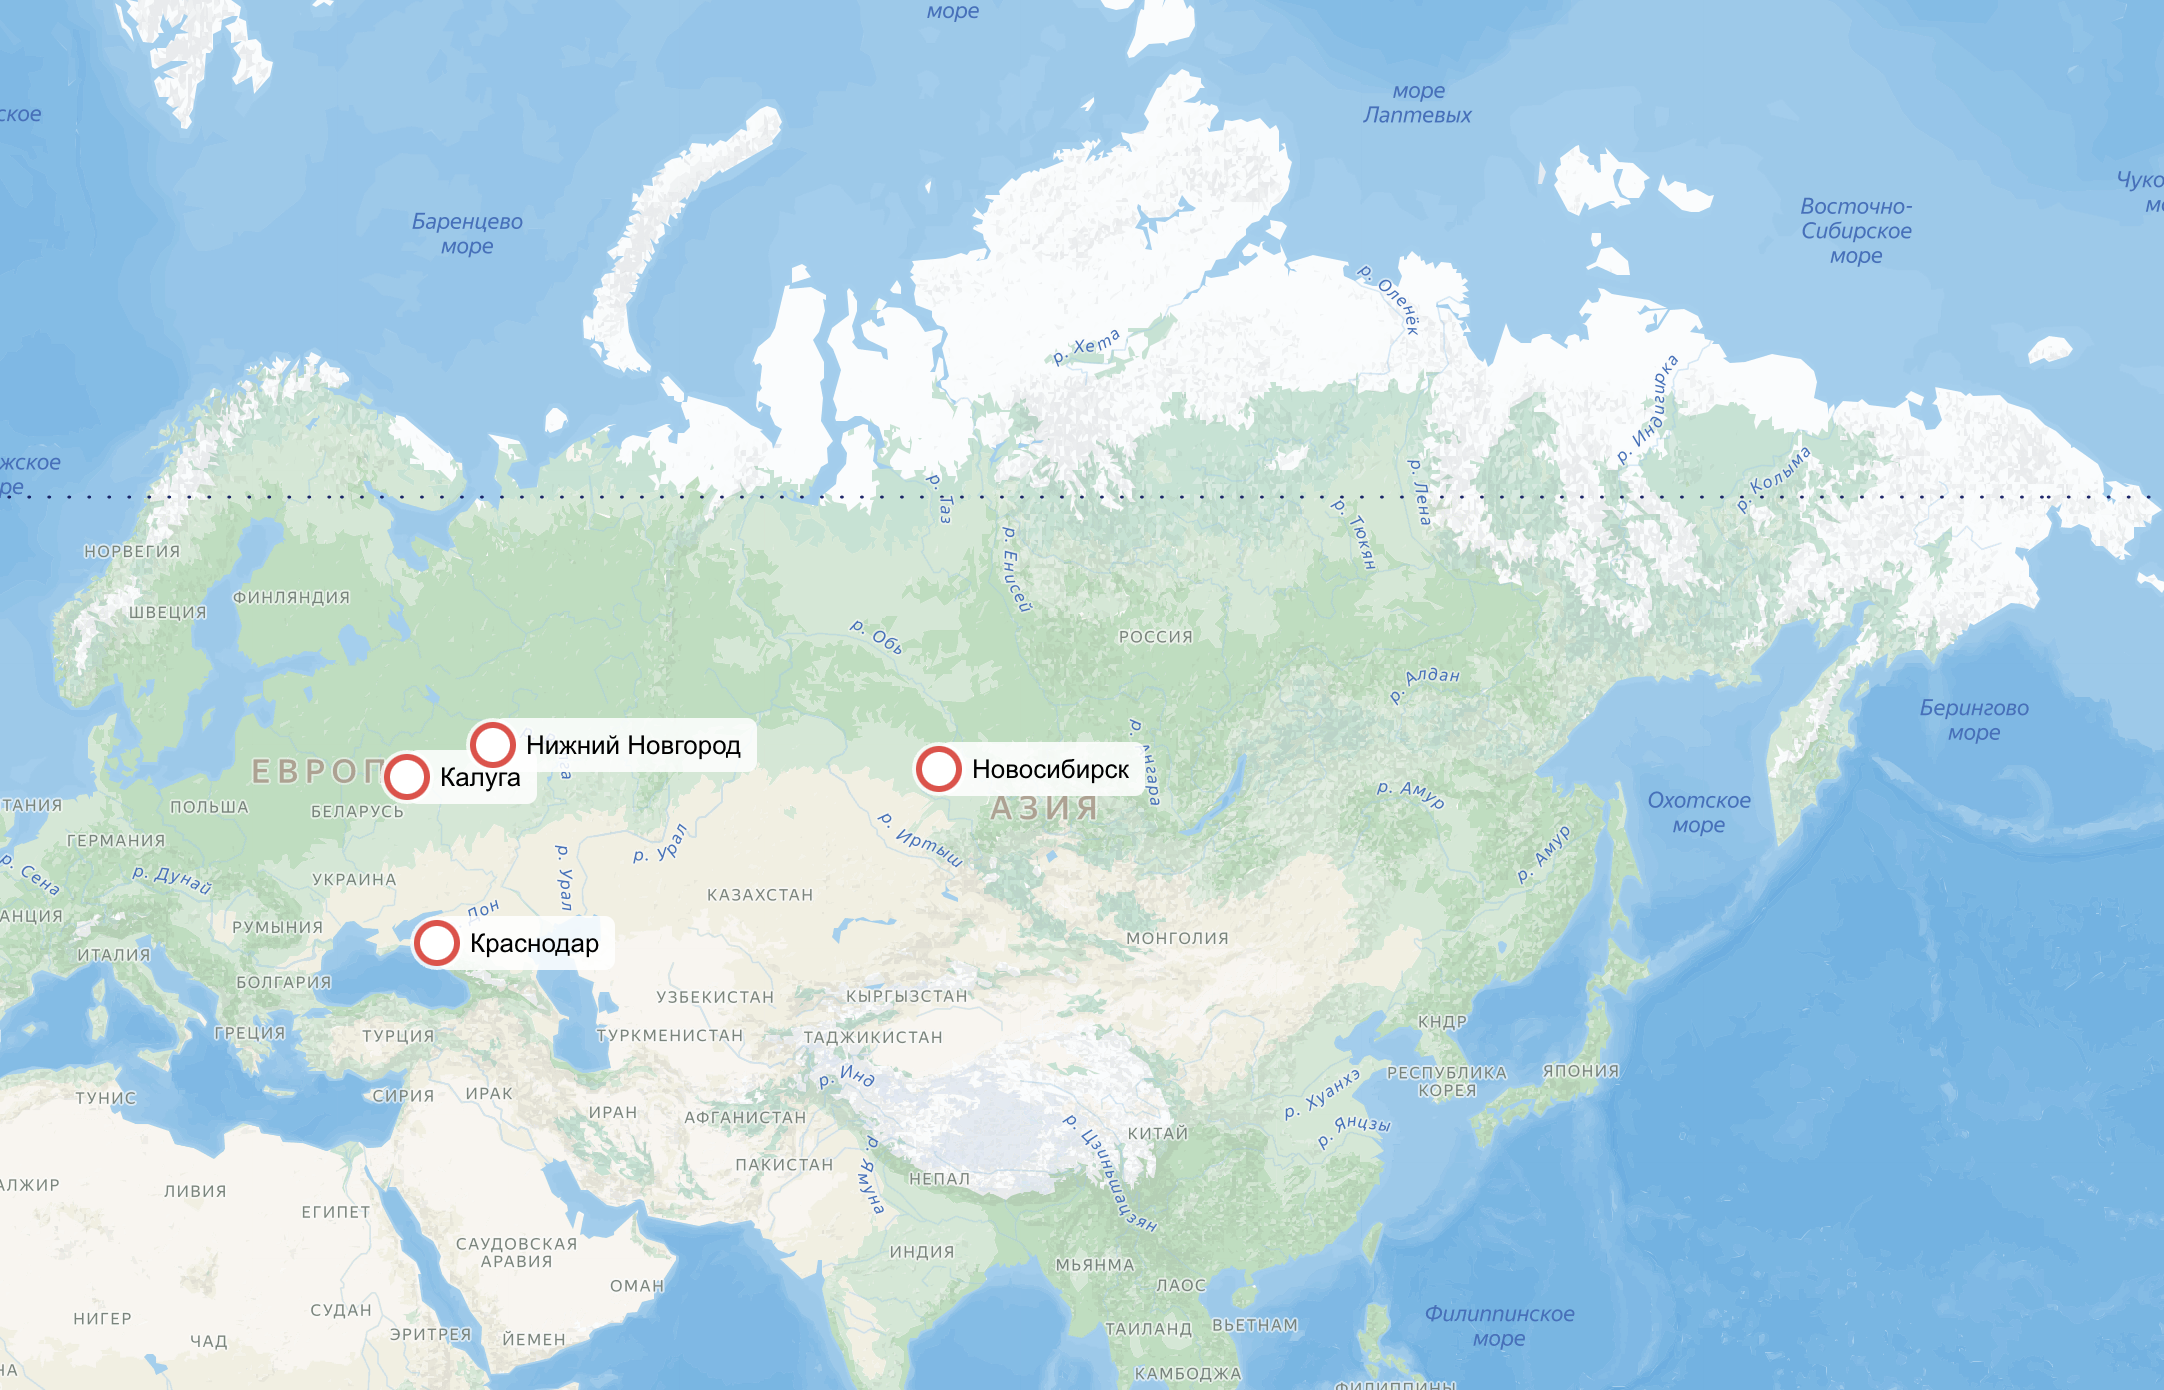 море
ское
море
Лаптевых
Чуко
мо
Баренцево
море
Восточно-
Сибирское
море
р. Оленёк
р. Хета
р. Индигирка
р. Колыма
жское
ре
р. Таз
р. Лена
р. Тюкян
р. Енисей
НОРВЕГИЯ
ФИНЛЯНДИЯ
ШВЕЦИЯ
р. Обь
РОССИЯ
р. Алдан
Берингово
море
Нижний Новгород
ЕВРОП
Калуга
Новосибирск
р. Ангара
АЗИЯ
р. Амур
Охотское
море
ТАНИЯ
ПОЛЬША
БЕЛАРУСЬ
ГЕРМАНИЯ
р. Сена
р. Дунай
р. Урал
р. Иртыш
р. Амур
УКРАИНА
р. Урал
КАЗАХСТАН
АНЦИЯ
РУМЫНИЯ
Дон
Краснодар
МОНГОЛИЯ
ИТАЛИЯ
БОЛГАРИЯ
УЗБЕКИСТАН
КЫРГЫЗСТАН
ГРЕЦИЯ
ТУРЦИЯ
ТУРКМЕНИСТАН
ТАДЖИКИСТАН
КНДР
РЕСПУБЛИКА
КОРЕЯ
ЯПОНИЯ
р. Инд
р. Хуанхэ
ТУНИС
СИРИЯ
ИРАК
ИРАН
АФГАНИСТАН
р. Янцзы
р. Цзиньшацзян
КИТАЙ
р. Ямуна
ПАКИСТАН
НЕПАЛ
АЛЖИР
ЛИВИЯ
ЕГИПЕТ
САУДОВСКАЯ
АРАВИЯ
ИНДИЯ
МЬЯНМА
ОМАН
ЛАОС
НИГЕР
СУДАН
ЧАД
ЭРИТРЕЯ
ЙЕМЕН
ТАИЛАНД
ВЬЕТНАМ
Филиппинское
море
НА
КАМБОДЖА
ФИЛИППИНЫ